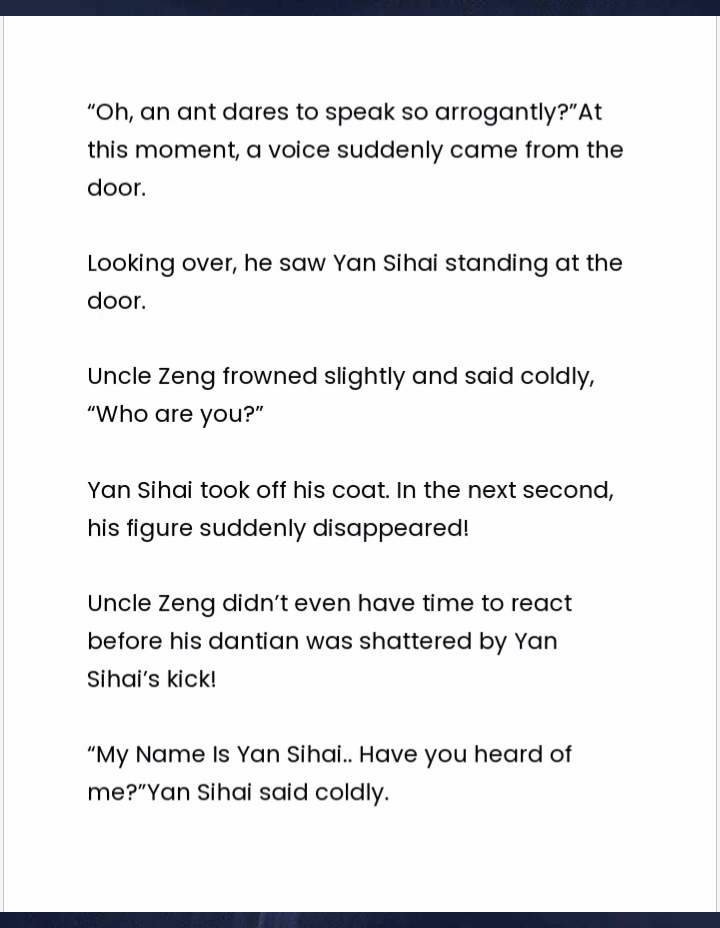 “Oh, an ant dares to speak so arrogantly?”At
this moment, a voice suddenly came from the
door.
Looking over, he saw Yan Sihai standing at the
door.
Uncle Zeng frowned slightly and said coldly,
“Who are you?”
Yan Sihai took off his coat. In the next second,
his figure suddenly disappeared!
Uncle Zeng didn’t even have time to react
before his dantian was shattered by Yan
Sihai’s kick!
“My Name Is Yan Sihai.. Have you heard of
me?”Yan Sihai said coldly.